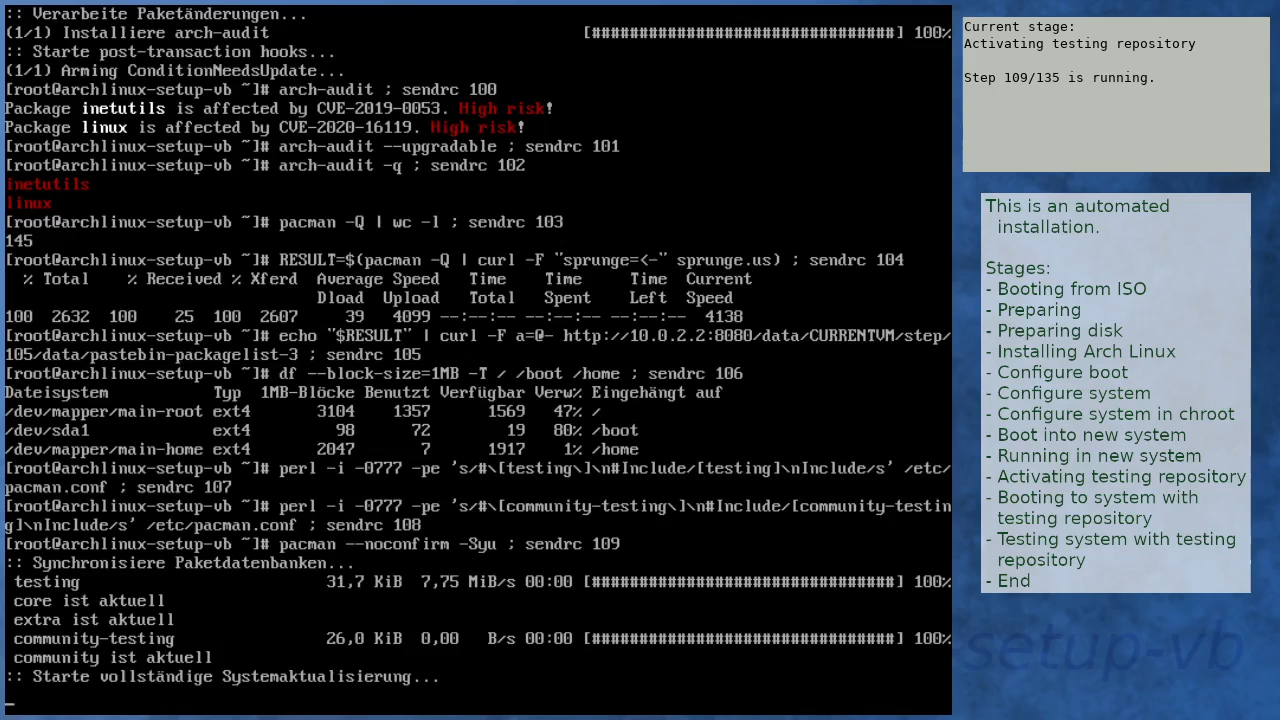 :: Verarbeite Paketänderungen...
(1/1) Installiere arch-audit [################################] 100%
:: Starte post-transaction hooks...
(1/1) Arming ConditionNeedsUpdate...
[root@archlinux-setup-vb ~]# arch-audit ; sendrc 100
Package inetutils is affected by CVE-2019-0053. High risk!
Package linux is affected by CVE-2020-16119. High risk!
[root@archlinux-setup-vb ~]# arch-audit --upgradable ; sendrc 101
[root@archlinux-setup-vb ~]# arch-audit -q ; sendrc 102
inetutils
linux
[root@archlinux-setup-vb ~]# pacman -Q | wc -l ; sendrc 103
145
[root@archlinux-setup-vb ~]# RESULT=$(pacman -Q | curl -F "sprunge=<-" sprunge.us) ; sendrc 104
% Total % Received % Xferd Average Speed Time Time Time Current
Dload Upload Total Spent Left Speed
100 2632 100 25 100 2607 39 4099 --:--:-- --:--:-- --:--:-- 4138
[root@archlinux-setup-vb ~]# echo "$RESULT" | curl -F a=@- http://10.0.2.2:8080/data/CURRENTVM/step/
105/data/pastebin-packagelist-3 ; sendrc 105
[root@archlinux-setup-vb ~]# df --block-size=1MB -T / /boot /home ; sendrc 106
Dateisystem Typ 1MB-Blöcke Benutzt Verfügbar Verw% Eingehängt auf
/dev/mapper/main-root ext4 3104 1357 1569 47% /
/dev/sda1 ext4 98 72 19 80% /boot
/dev/mapper/main-home ext4 2047 7 1917 1% /home
[root@archlinux-setup-vb ~]# perl -i -0777 -pe 's/#\[testing\]\n#Include/[testing]\nInclude/s' /etc/
pacman.conf ; sendrc 107
[root@archlinux-setup-vb ~]# perl -i -0777 -pe 's/#\[community-testing\]\n#Include/[community-testin
g]\nInclude/s' /etc/pacman.conf ; sendrc 108
[root@archlinux-setup-vb ~]# pacman --noconfirm -Syu ; sendrc 109
:: Synchronisiere Paketdatenbanken...
testing 31,7 KiB 7,75 MiB/s 00:00 [################################] 100%
core ist aktuell
extra ist aktuell
community-testing 26,0 KiB 0,00 B/s 00:00 [################################] 100%
community ist aktuell
:: Starte vollständige Systemaktualisierung...
_
Current stage:
Activating testing repository
Step 109/135 is running.
This is an automated
installation.
Stages:
- Booting from ISO
- Preparing
- Preparing disk
- Installing Arch Linux
- Configure boot
- Configure system
- Configure system in chroot
- Boot into new system
- Running in new system
- Activating testing repository
- Booting to system with
testing repository
- Testing system with testing
repository
- End
setup-vb